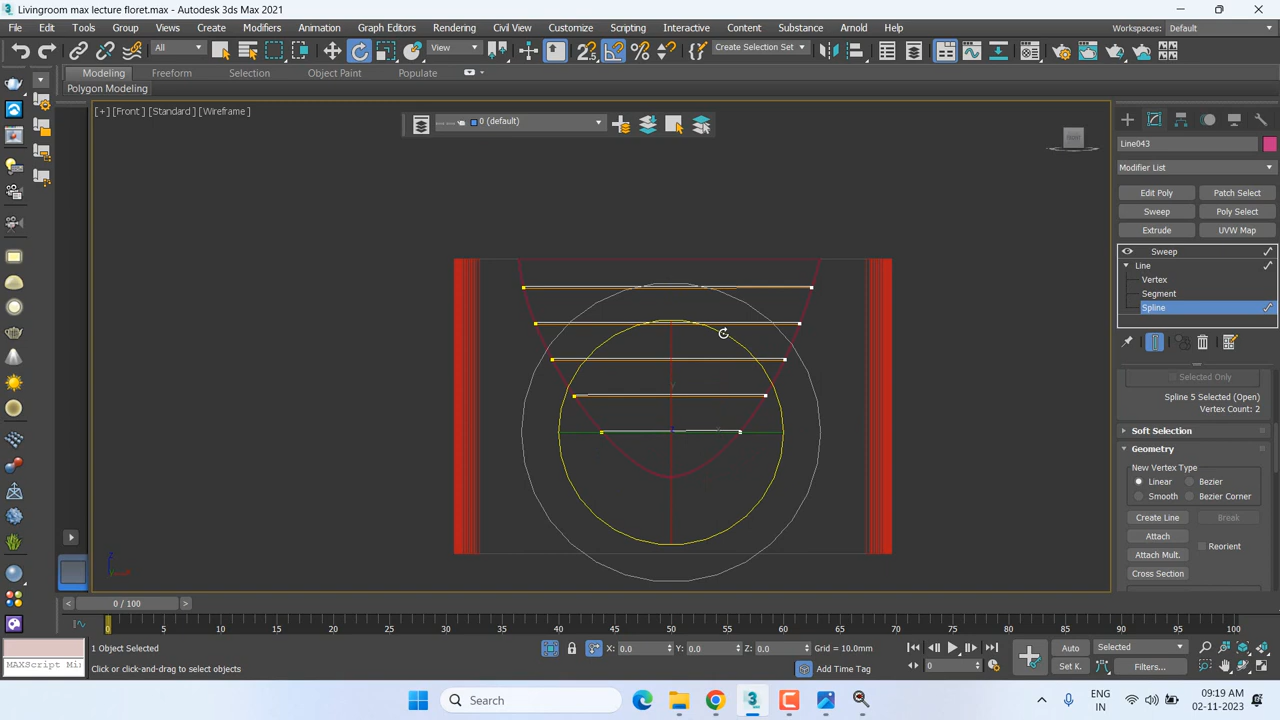 Livingroom max lecture floret.max - Autodesk 3ds Max 2021
File Edit Tools Group Views Create Modifiers Animation Graph Editors Rendering Civil View Customize Scripting Interactive Content Substance Arnold Help
Workspaces: Default
All
View
Create Selection Set
Modeling Freeform Selection Object Paint Populate
Polygon Modeling
[+] [Front ] [Standard ] [Wireframe ]
0 (default)
Line043
Modifier List
Edit Poly Patch Select
Sweep Poly Select
Extrude UVW Map
Sweep
Line
Vertex
Segment
Spline
Selected Only
Spline 5 Selected (Open)
Vertex Count: 2
Soft Selection
Geometry
New Vertex Type
Linear Bezier
Smooth Bezier Corner
Create Line Break
Attach
Reorient
Attach Mult.
Cross Section
0 / 100
0 5 10 15 20 25 30 35 40 45 50 55 60 65 70 75 80 85 90 95 100
1 Object Selected
X: 0.0 Y: 0.0 Z: 0.0 Grid = 10.0mm
Auto Selected
MAXScript Mi
Click or click-and-drag to select objects
Add Time Tag
0
Set K. Filters...
Search
ENG
IN
09:19 AM
02-11-2023